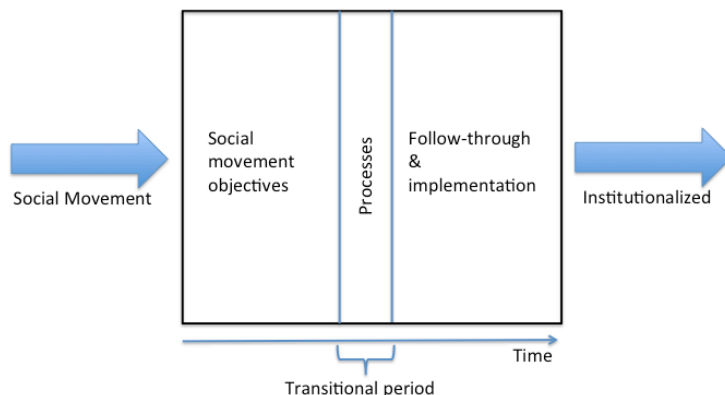 Social Movement
Social
movement
objectives
Processes
Follow-through
&
implementation
Institutionalized
Time
Transitional period